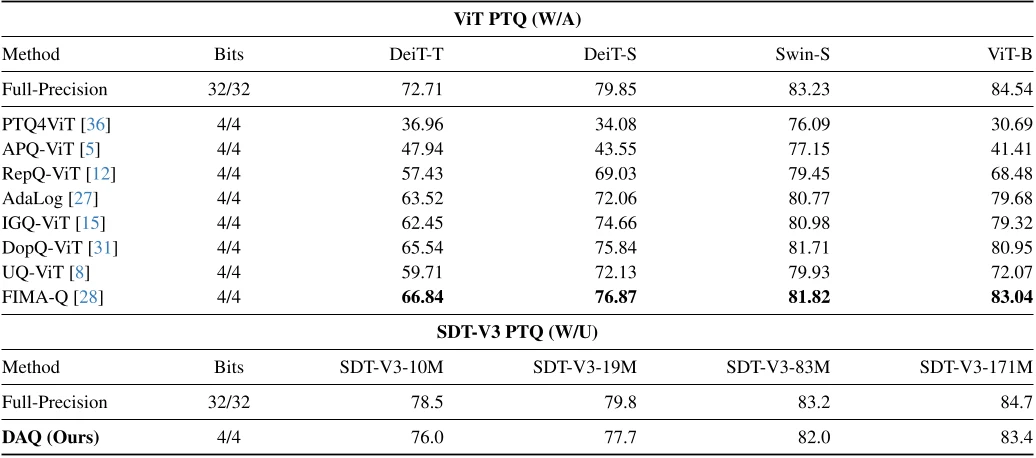 ViT PTQ (W/A)
Method Bits DeiT-T DeiT-S Swin-S ViT-B
Full-Precision 32/32 72.71 79.85 83.23 84.54
PTQ4ViT [36] 4/4 36.96 34.08 76.09 30.69
APQ-ViT [5] 4/4 47.94 43.55 77.15 41.41
RepQ-ViT [12] 4/4 57.43 69.03 79.45 68.48
AdaLog [27] 4/4 63.52 72.06 80.77 79.68
IGQ-ViT [15] 4/4 62.45 74.66 80.98 79.32
DopQ-ViT [31] 4/4 65.54 75.84 81.71 80.95
UQ-ViT [8] 4/4 59.71 72.13 79.93 72.07
FIMA-Q [28] 4/4 66.84 76.87 81.82 83.04
SDT-V3 PTQ (W/U)
Method Bits SDT-V3-10M SDT-V3-19M SDT-V3-83M SDT-V3-171M
Full-Precision 32/32 78.5 79.8 83.2 84.7
DAQ (Ours) 4/4 76.0 77.7 82.0 83.4